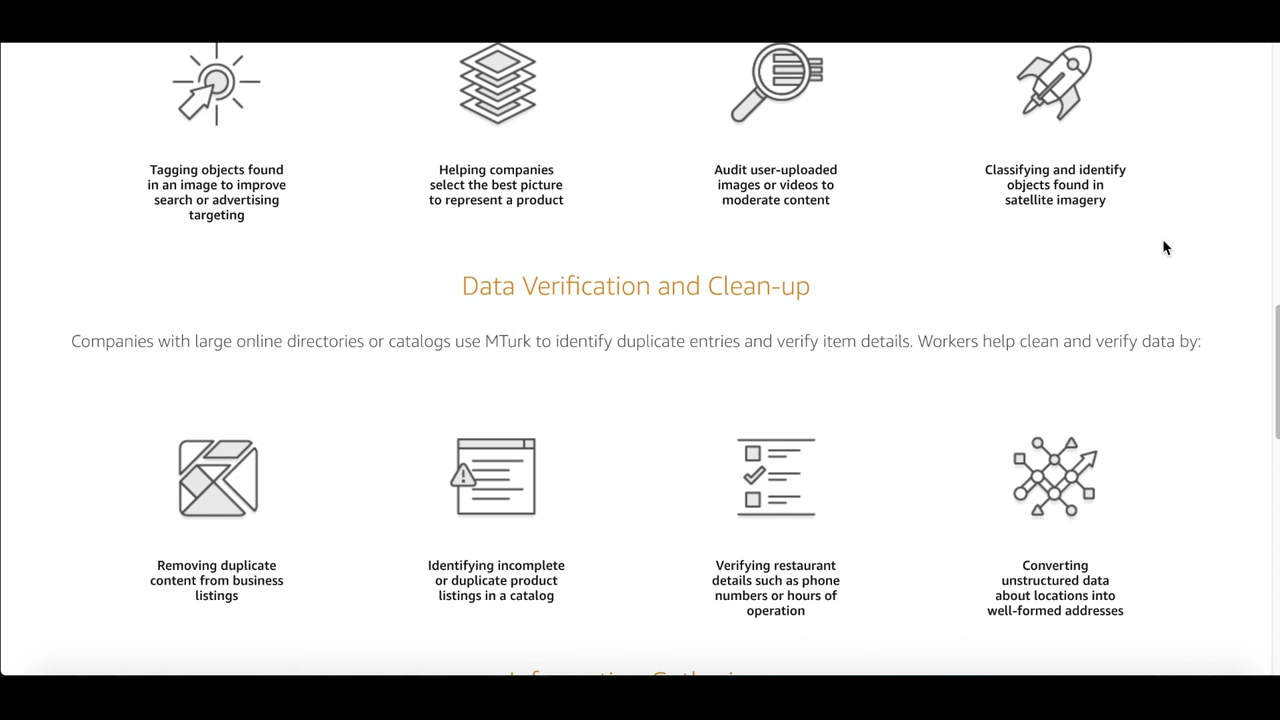 Tagging objects found
in an image to improve
search or advertising
targeting
Helping companies
select the best picture
to represent a product
Audit user-uploaded
images or videos to
moderate content
Classifying and identify
objects found in
satellite imagery
Data Verification and Clean-up
Companies with large online directories or catalogs use MTurk to identify duplicate entries and verify item details. Workers help clean and verify data by:
Removing duplicate
content from business
listings
Identifying incomplete
or duplicate product
listings in a catalog
Verifying restaurant
details such as phone
numbers or hours of
operation
Converting
unstructured data
about locations into
well-formed addresses